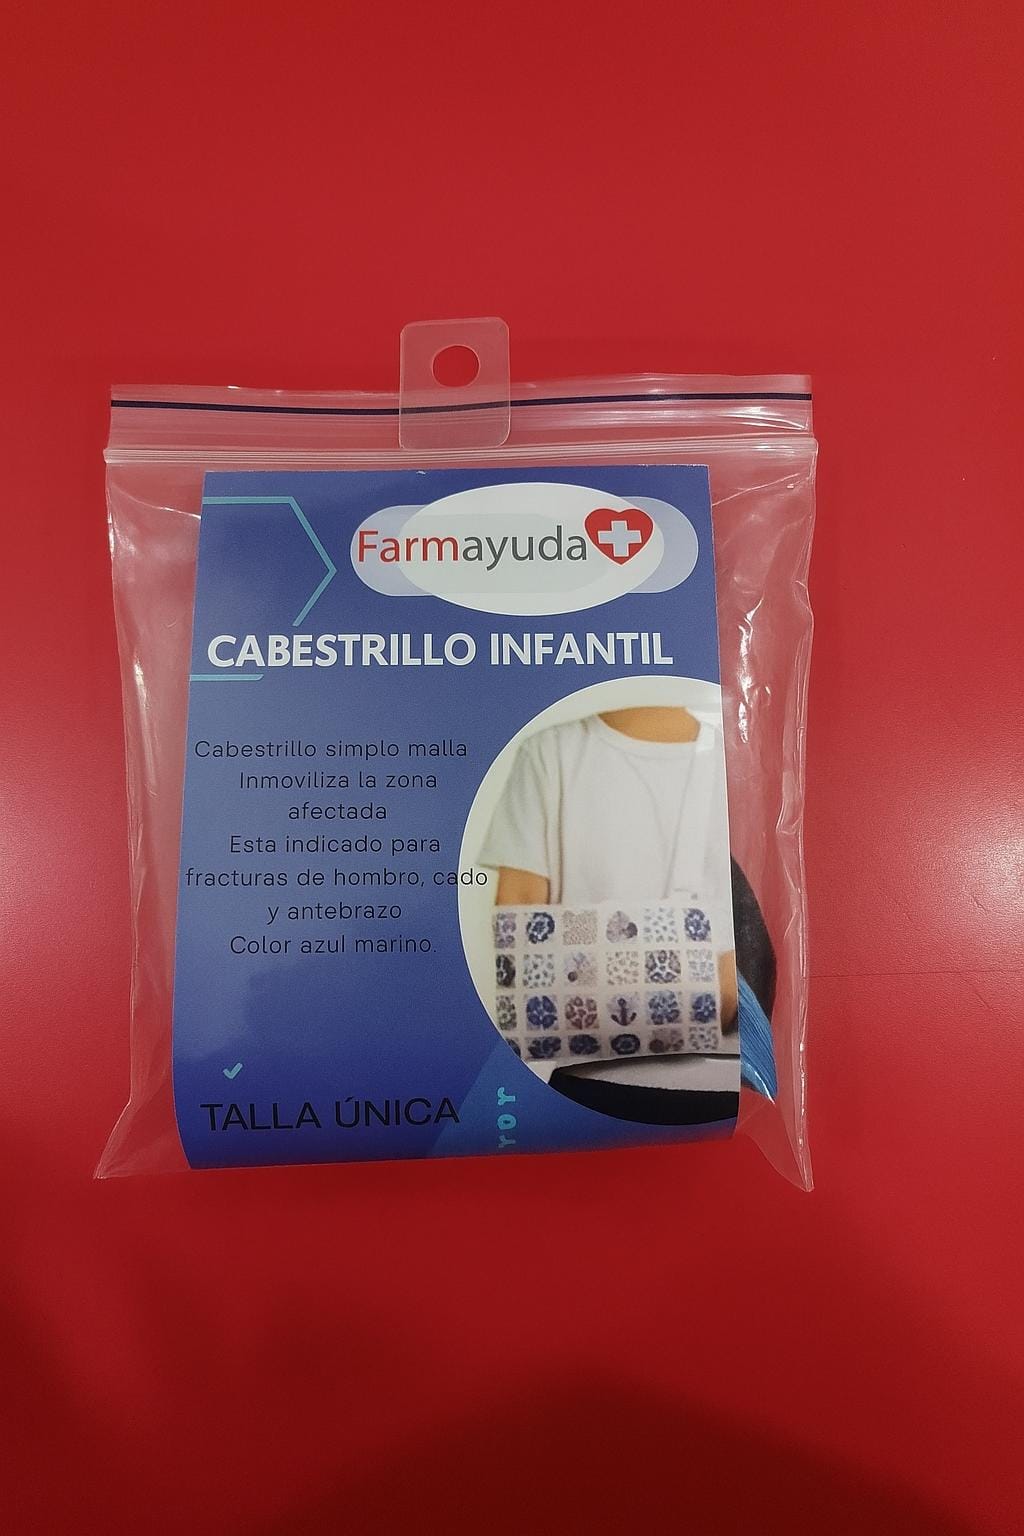 Farmayuda
CABESTRILLO INFANTIL
Cabestrillo simplo malla
Inmoviliza la zona
afectada
Esta indicado para
fracturas de hombro, cado
y antebrazo
Color azul marino.
TALLA ÚNICA